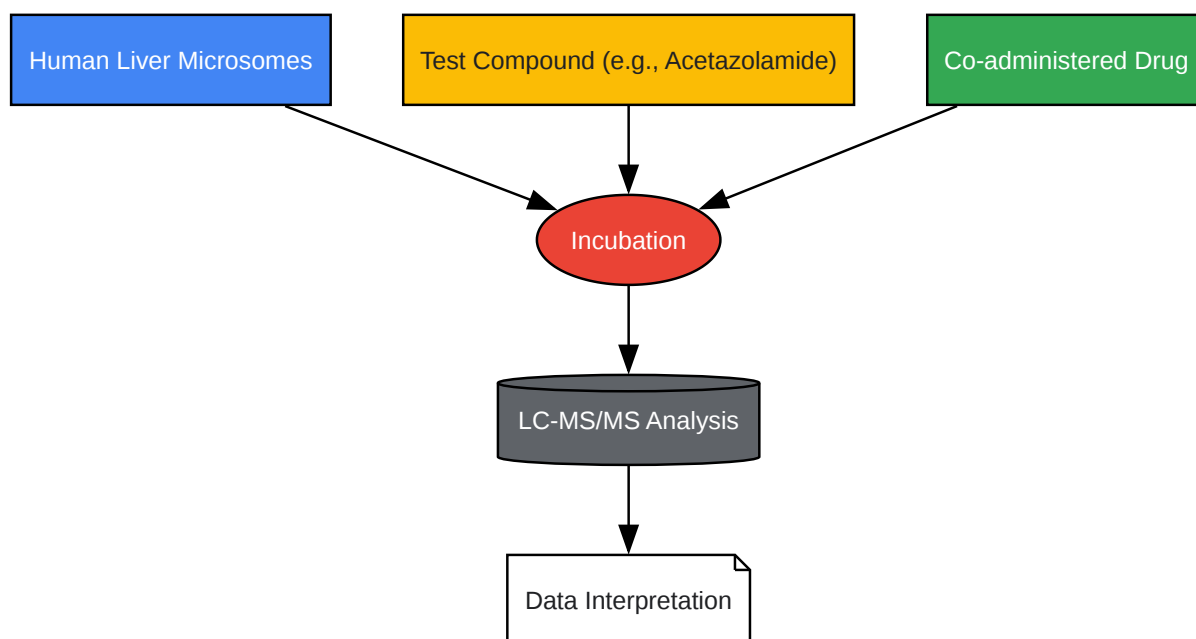 Human Liver Microsomes
Test Compound (e.g., Acetazolamide)
Co-administered Drug
Incubation
LC-MS/MS Analysis
Data Interpretation